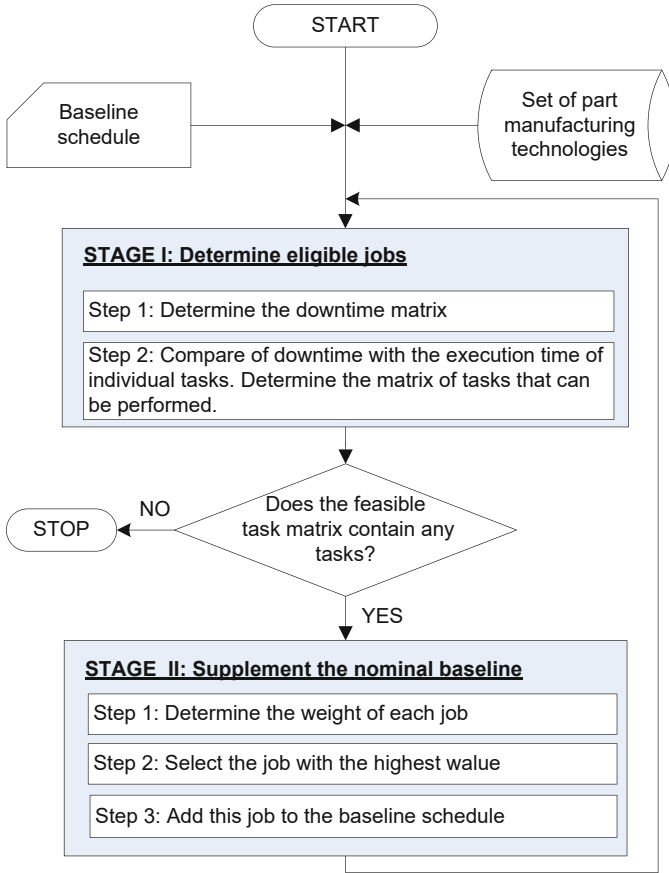 START
Baseline
schedule
Set of part
manufacturing
technologies
STAGE I: Determine eligible jobs
Step 1: Determine the downtime matrix
Step 2: Compare of downtime with the execution time of
individual tasks. Determine the matrix of tasks that can
be performed.
Does the feasible
task matrix contain any
tasks?
NO
STOP
YES
STAGE  II: Supplement the nominal baseline
Step 1: Determine the weight of each job
Step 2: Select the job with the highest walue
Step 3: Add this job to the baseline schedule